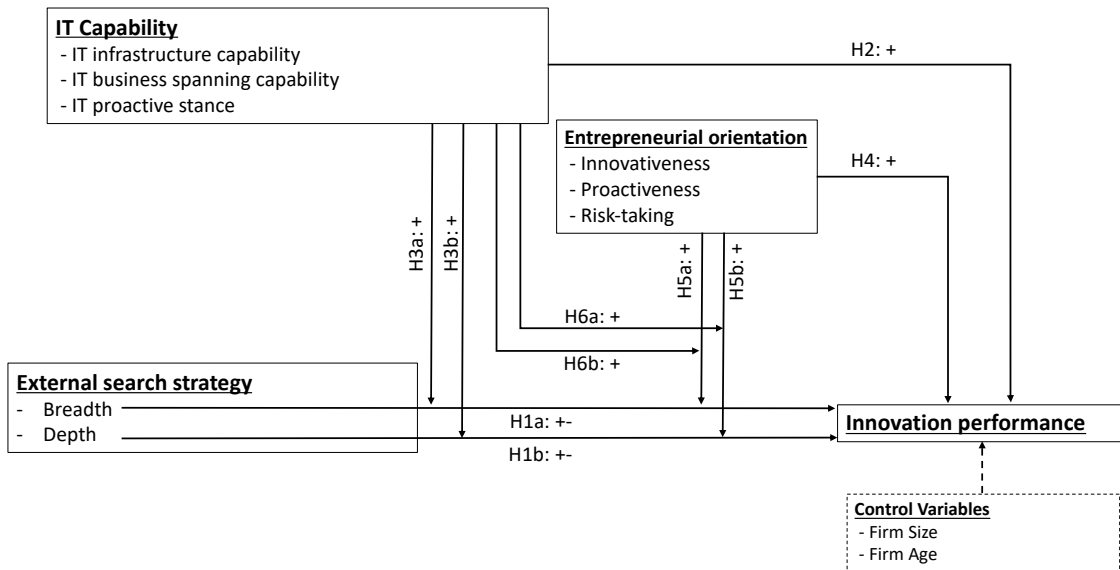 IT Capability
- IT infrastructure capability
- IT business spanning capability
- IT proactive stance
H2: +
Entrepreneurial orientation
- Innovativeness
- Proactiveness
- Risk-taking
H4: +
H3a: +
H3b: +
H5a: +
H5b: +
H6a: +
H6b: +
External search strategy
- Breadth
- Depth
H1a: +-
H1b: +-
Innovation performance
Control Variables
- Firm Size
- Firm Age